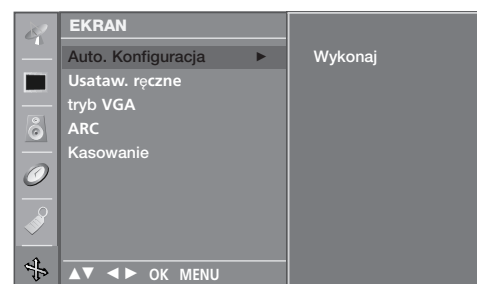 EKRAN
Auto. Konfiguracja ►
Wykonaj
Usataw. ręczne
tryb VGA
ARC
Kasowanie
▲▼ ◄► OK MENU